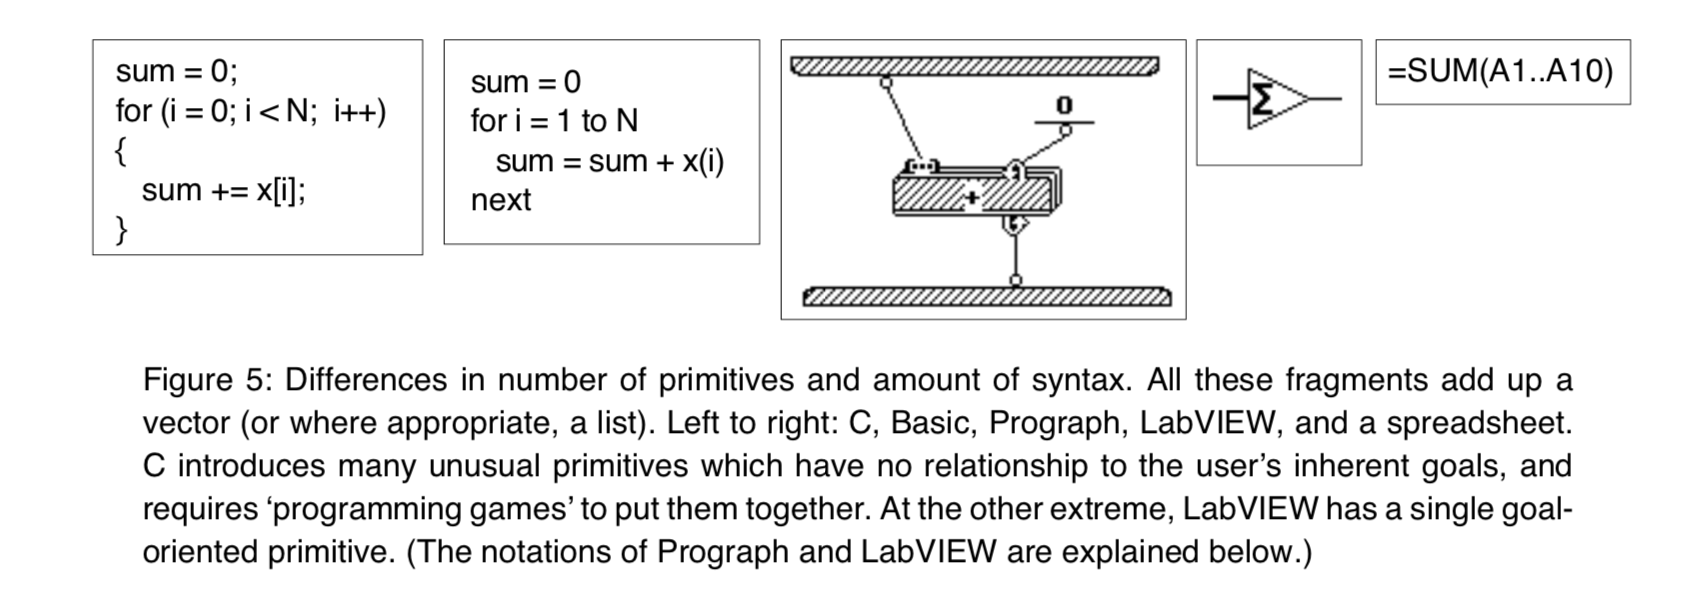 sum = 0;
for (i = 0; i < N; i++)
{
sum += x[i];
}
sum = 0
for i = 1 to N
sum = sum + x(i)
next
0
+
Σ
=SUM(A1..A10)
Figure 5: Differences in number of primitives and amount of syntax. All these fragments add up a
vector (or where appropriate, a list). Left to right: C, Basic, Prograph, LabVIEW, and a spreadsheet.
C introduces many unusual primitives which have no relationship to the user’s inherent goals, and
requires ‘programming games’ to put them together. At the other extreme, LabVIEW has a single goal-
oriented primitive. (The notations of Prograph and LabVIEW are explained below.)